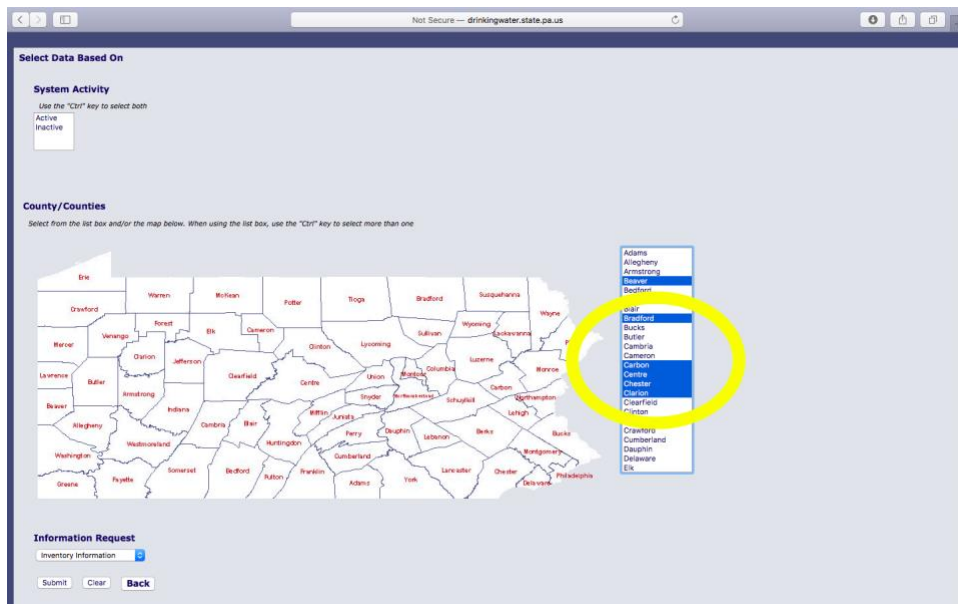 Not Secure — drinkingwater.state.pa.us
Select Data Based On
System Activity
Use the "Ctrl" key to select both
Active
Inactive
County/Counties
Select from the list box and/or the map below. When using the list box, use the "Ctrl" key to select more than one
Erie
Crawford
Warren
McKean
Potter
Tioga
Bradford
Susquehanna
Wayne
Mercer
Venango
Forest
Elk
Cameron
Clinton
Lycoming
Sullivan
Wyoming
Lackawanna
Lawrence
Butler
Clarion
Jefferson
Clearfield
Centre
Union
Montour
Columbia
Luzerne
Monroe
Beaver
Armstrong
Indiana
Cambria
Blair
Mifflin
Juniata
Snyder
Northumberland
Schuylkill
Carbon
Northampton
Lehigh
Allegheny
Westmoreland
Huntingdon
Perry
Dauphin
Lebanon
Berks
Bucks
Washington
Cumberland
Montgomery
Greene
Fayette
Somerset
Bedford
Fulton
Franklin
Adams
York
Lancaster
Chester
Delaware
Philadelphia
Adams
Allegheny
Armstrong
Beaver
Bedford
Blair
Bradford
Bucks
Butler
Cambria
Cameron
Carbon
Centre
Chester
Clarion
Clearfield
Clinton
Crawford
Cumberland
Dauphin
Delaware
Elk
Information Request
Inventory Information
Submit Clear Back